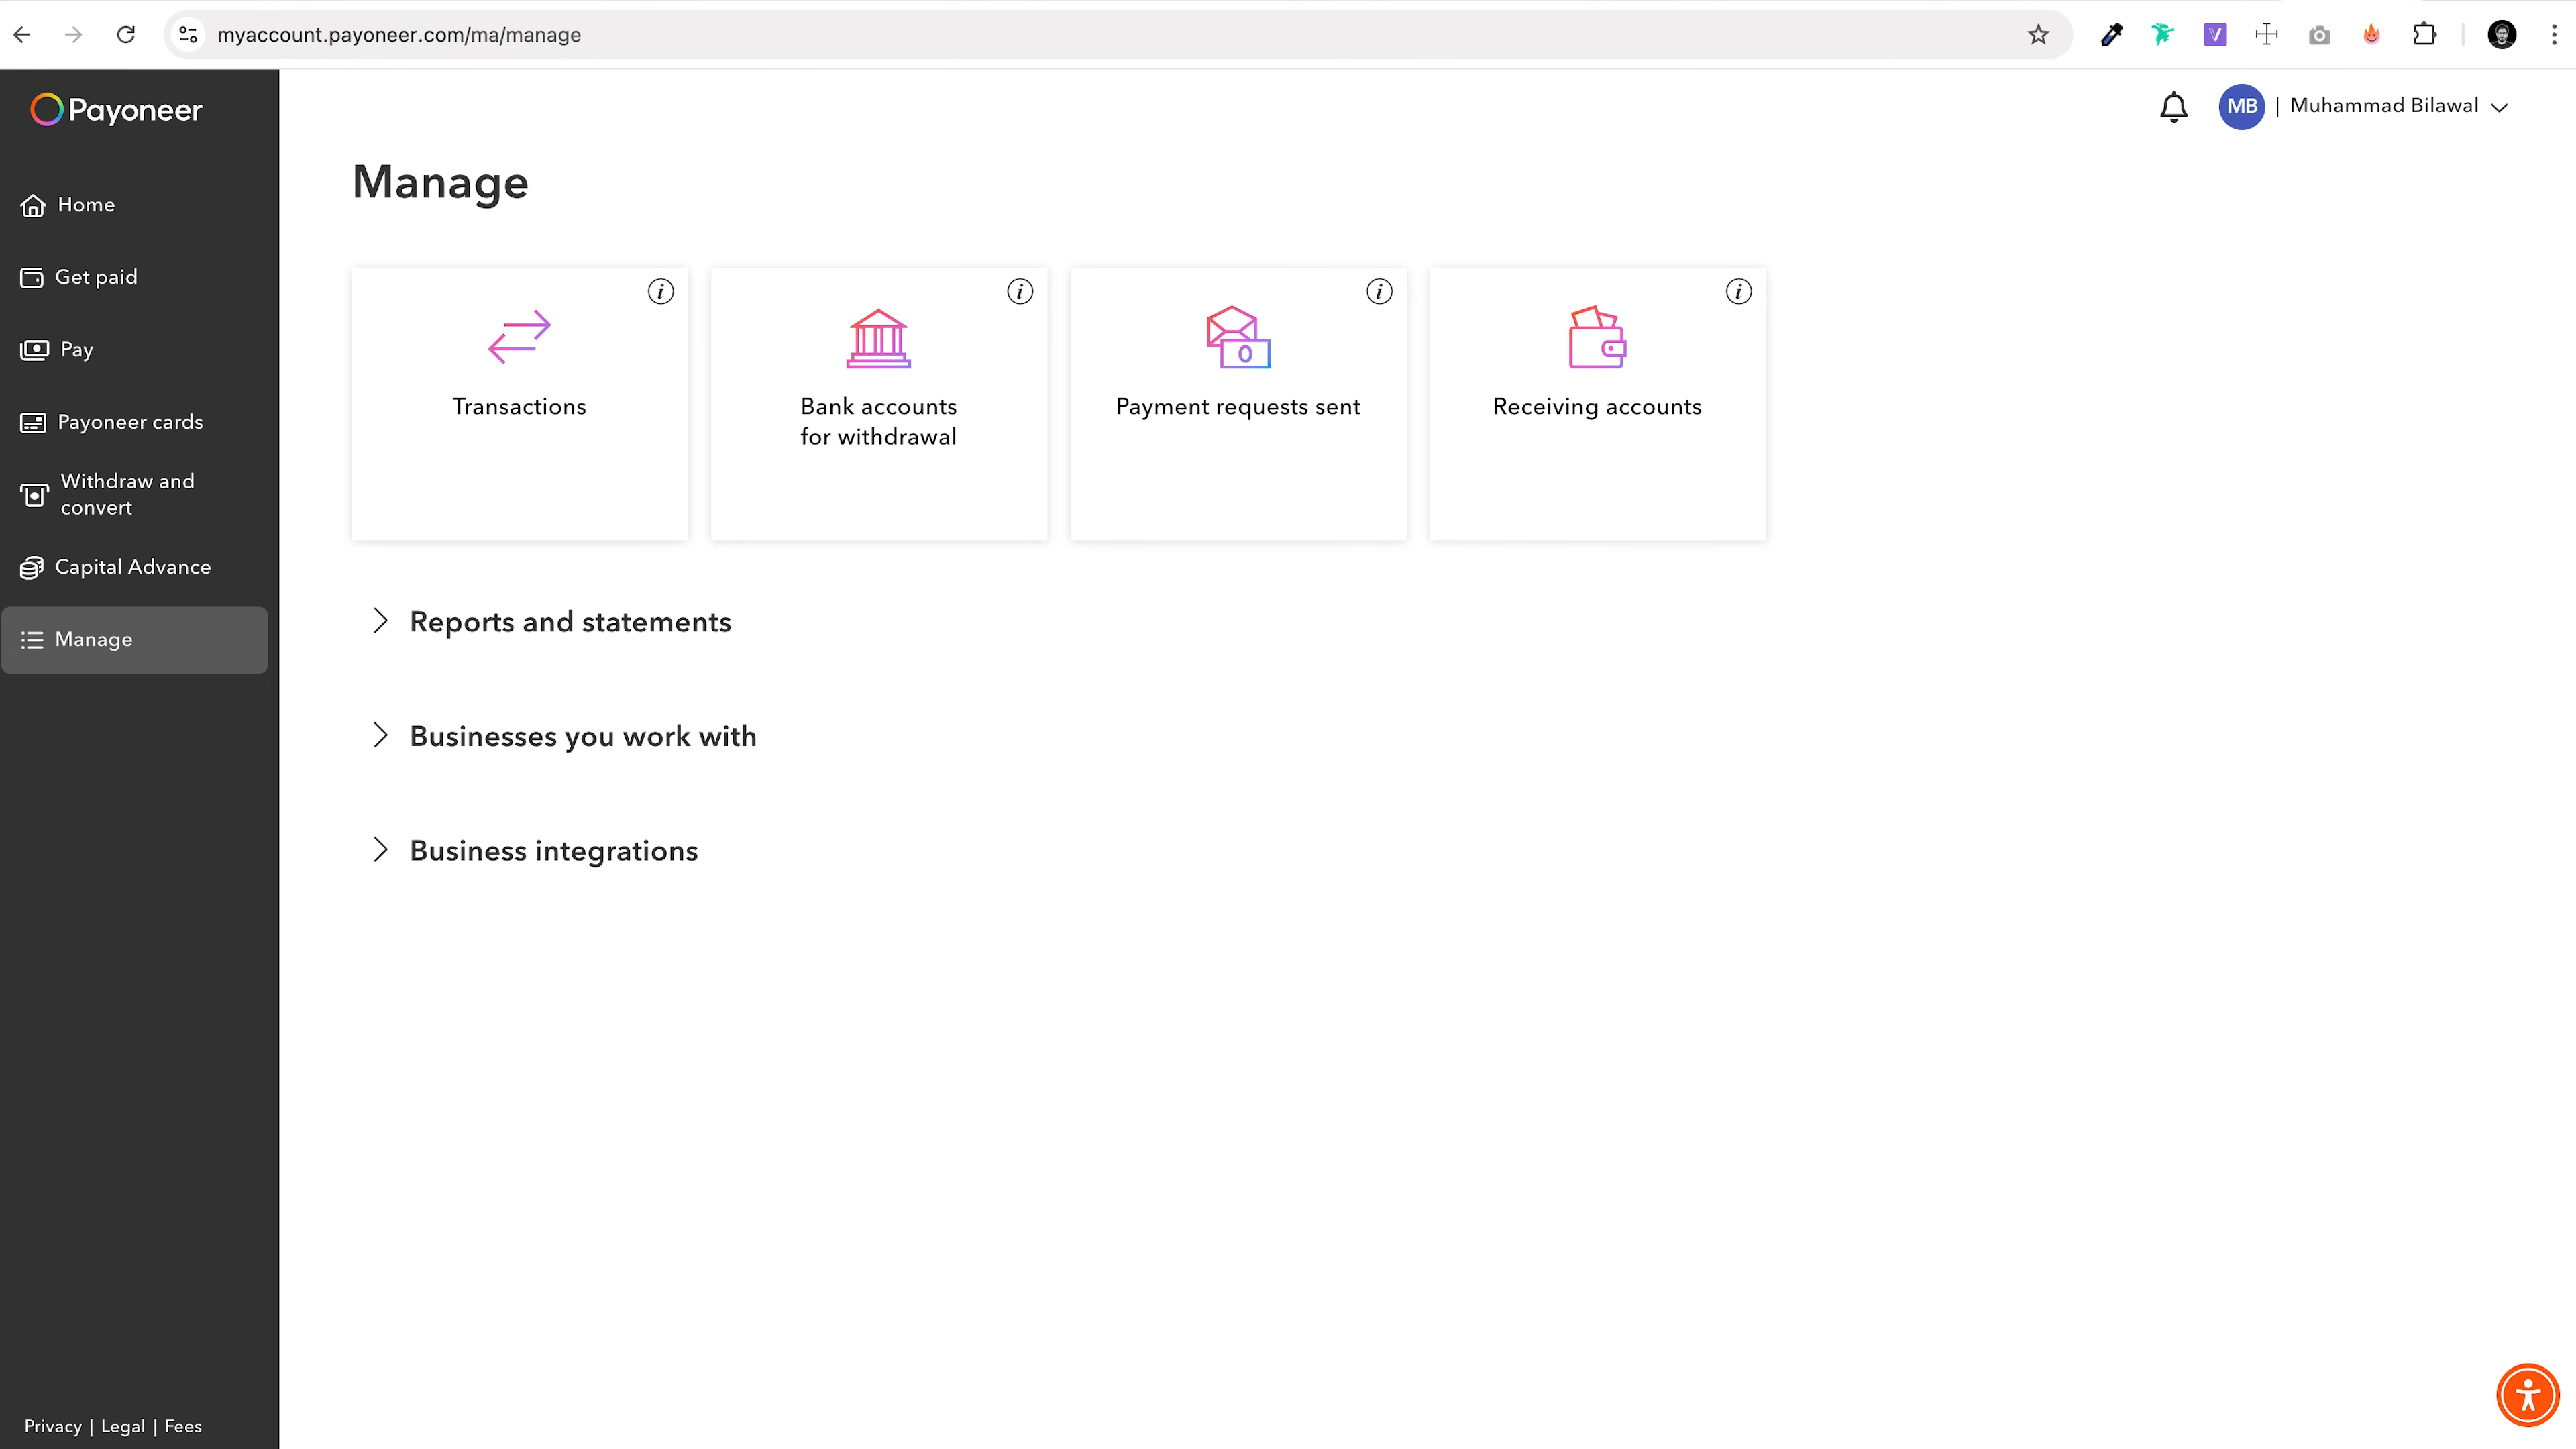 myaccount.payoneer.com/ma/manage
Payoneer
MB | Muhammad Bilawal
Home
Get paid
Pay
Payoneer cards
Withdraw and
convert
Capital Advance
Manage
Manage
Transactions
Bank accounts
for withdrawal
Payment requests sent
Receiving accounts
Reports and statements
Businesses you work with
Business integrations
Privacy | Legal | Fees